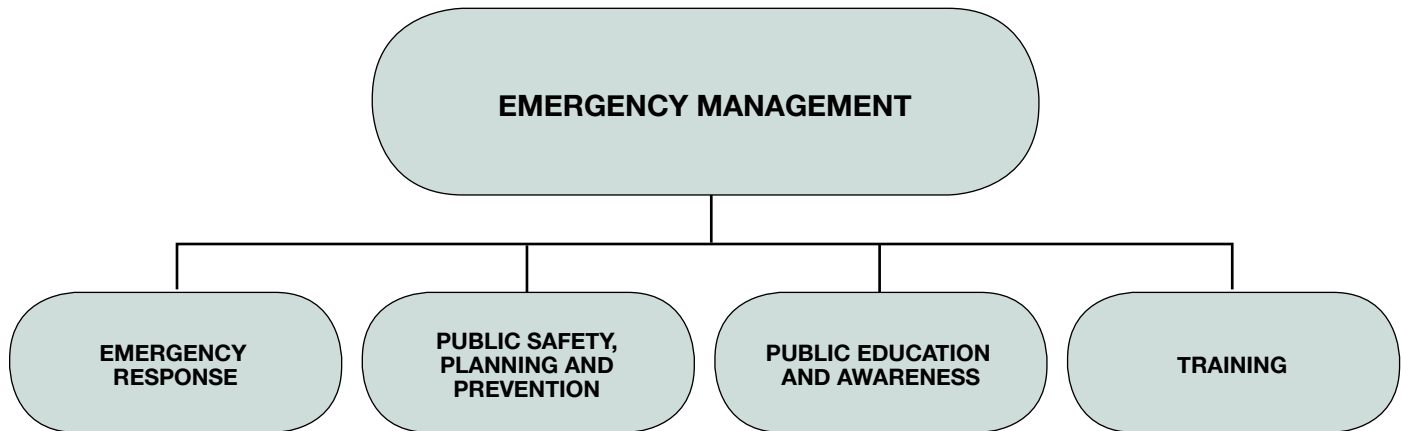 EMERGENCY MANAGEMENT
EMERGENCY
RESPONSE
PUBLIC SAFETY,
PLANNING AND
PREVENTION
PUBLIC EDUCATION
AND AWARENESS
TRAINING